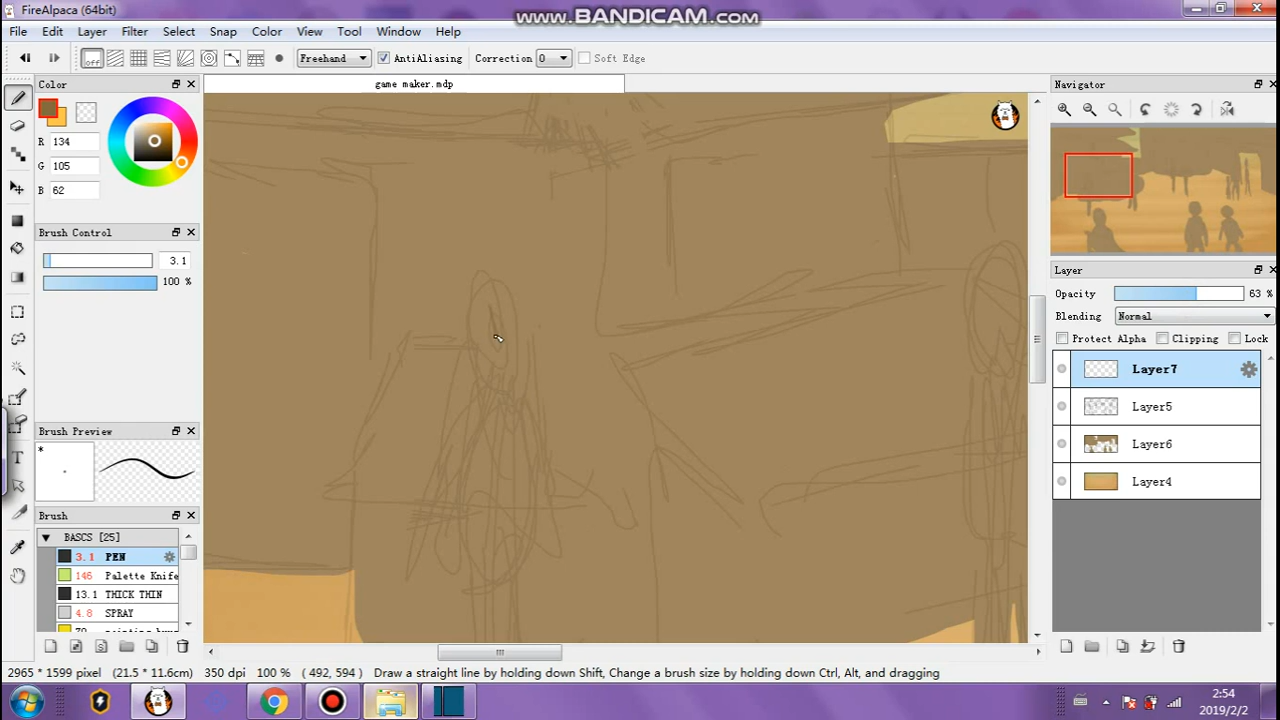 FireAlpaca (64bit)
www.BANDICAM.com
File Edit Layer Filter Select Snap Color View Tool Window Help
off Freehand AntiAliasing Correction 0 Soft Edge
Color
game maker.mdp
Navigator
R 134
G 105
B 62
Brush Control
3.1
100 %
Layer
Opacity 63 %
Blending Normal
Protect Alpha Clipping Lock
Layer7
Layer5
Layer6
Layer4
Brush Preview
*
Brush
BASCS [25]
3.1 PEN
146 Palette Knife
13.1 THICK THIN
4.8 SPRAY
2965 * 1599 pixel (21.5 * 11.6cm) 350 dpi 100 % ( 492, 594 ) Draw a straight line by holding down Shift, Change a brush size by holding down Ctrl, Alt, and dragging
2:54
2019/2/2